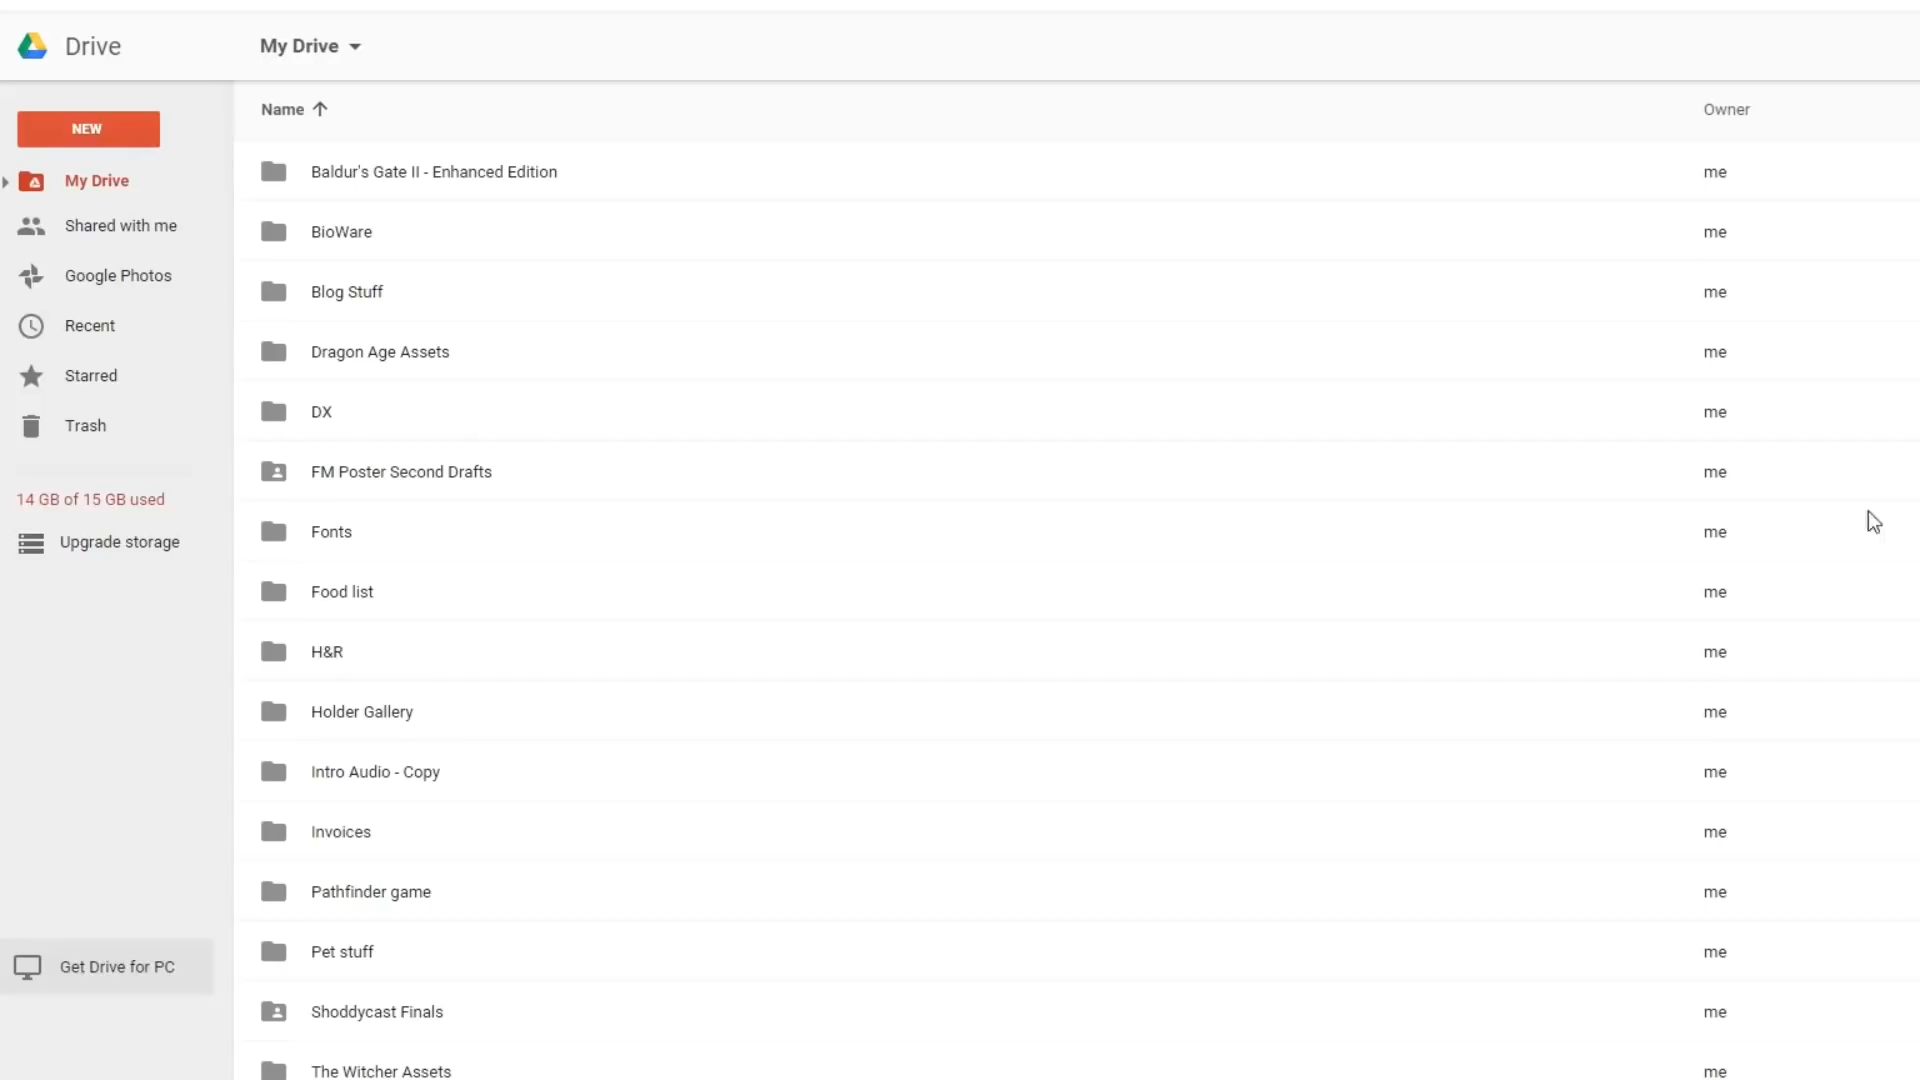 Drive
My Drive
NEW
My Drive
Shared with me
Google Photos
Recent
Starred
Trash
14 GB of 15 GB used
Upgrade storage
Get Drive for PC
Name Owner
Baldur's Gate II - Enhanced Edition me
BioWare me
Blog Stuff me
Dragon Age Assets me
DX me
FM Poster Second Drafts me
Fonts me
Food list me
H&R me
Holder Gallery me
Intro Audio - Copy me
Invoices me
Pathfinder game me
Pet stuff me
Shoddycast Finals me
The Witcher Assets me